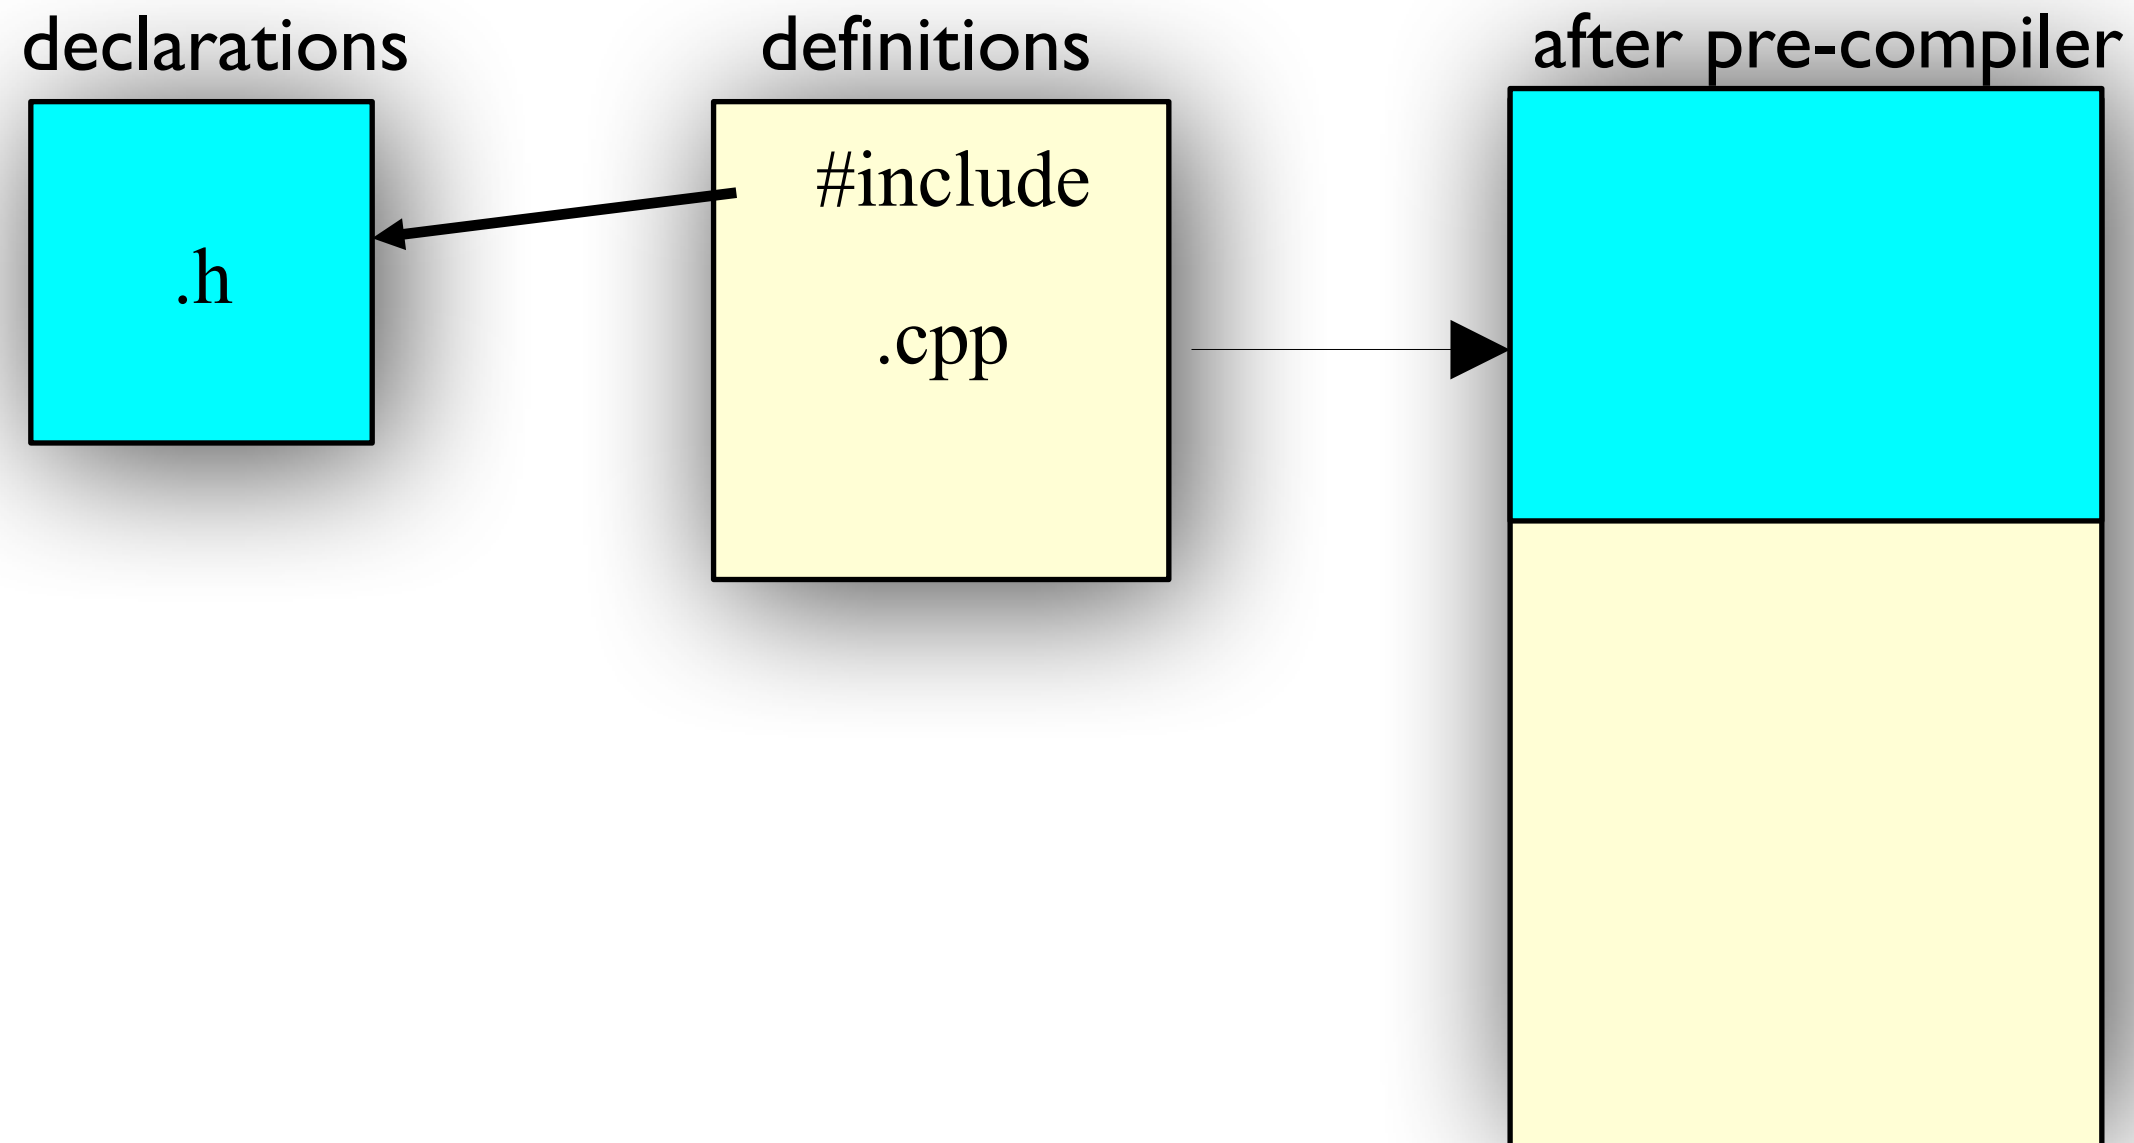 declarations
definitions
after pre-compiler
.h
#include
.cpp